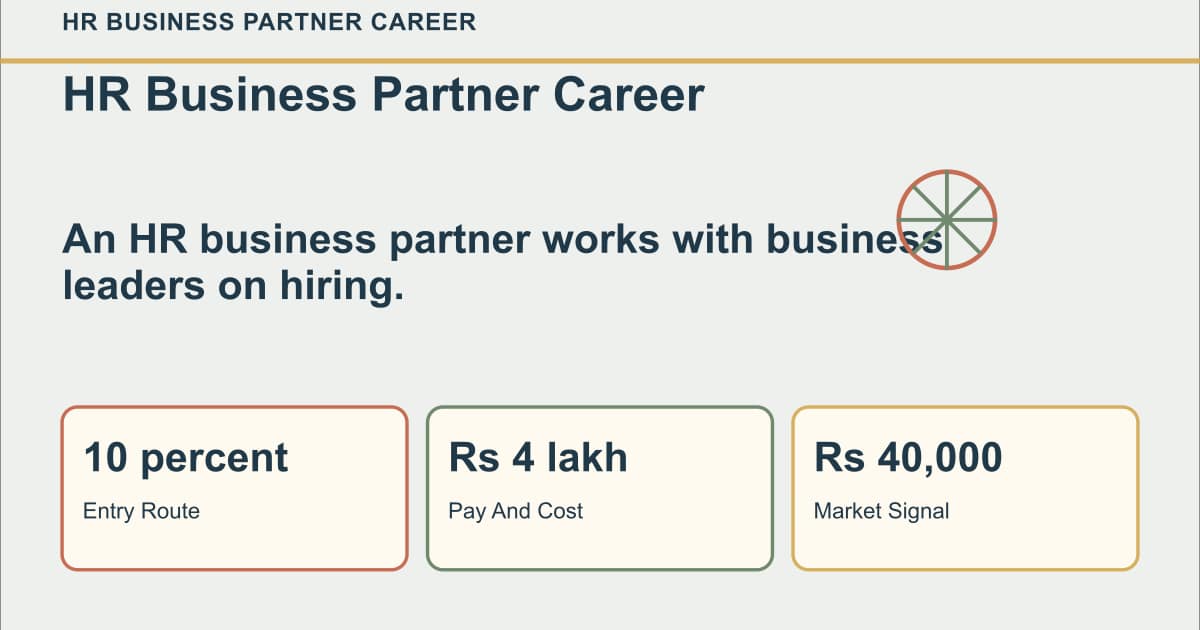 HR BUSINESS PARTNER CAREER
HR Business Partner Career
An HR business partner works with business
leaders on hiring.
10 percent
Entry Route
Rs 4 lakh
Pay And Cost
Rs 40,000
Market Signal